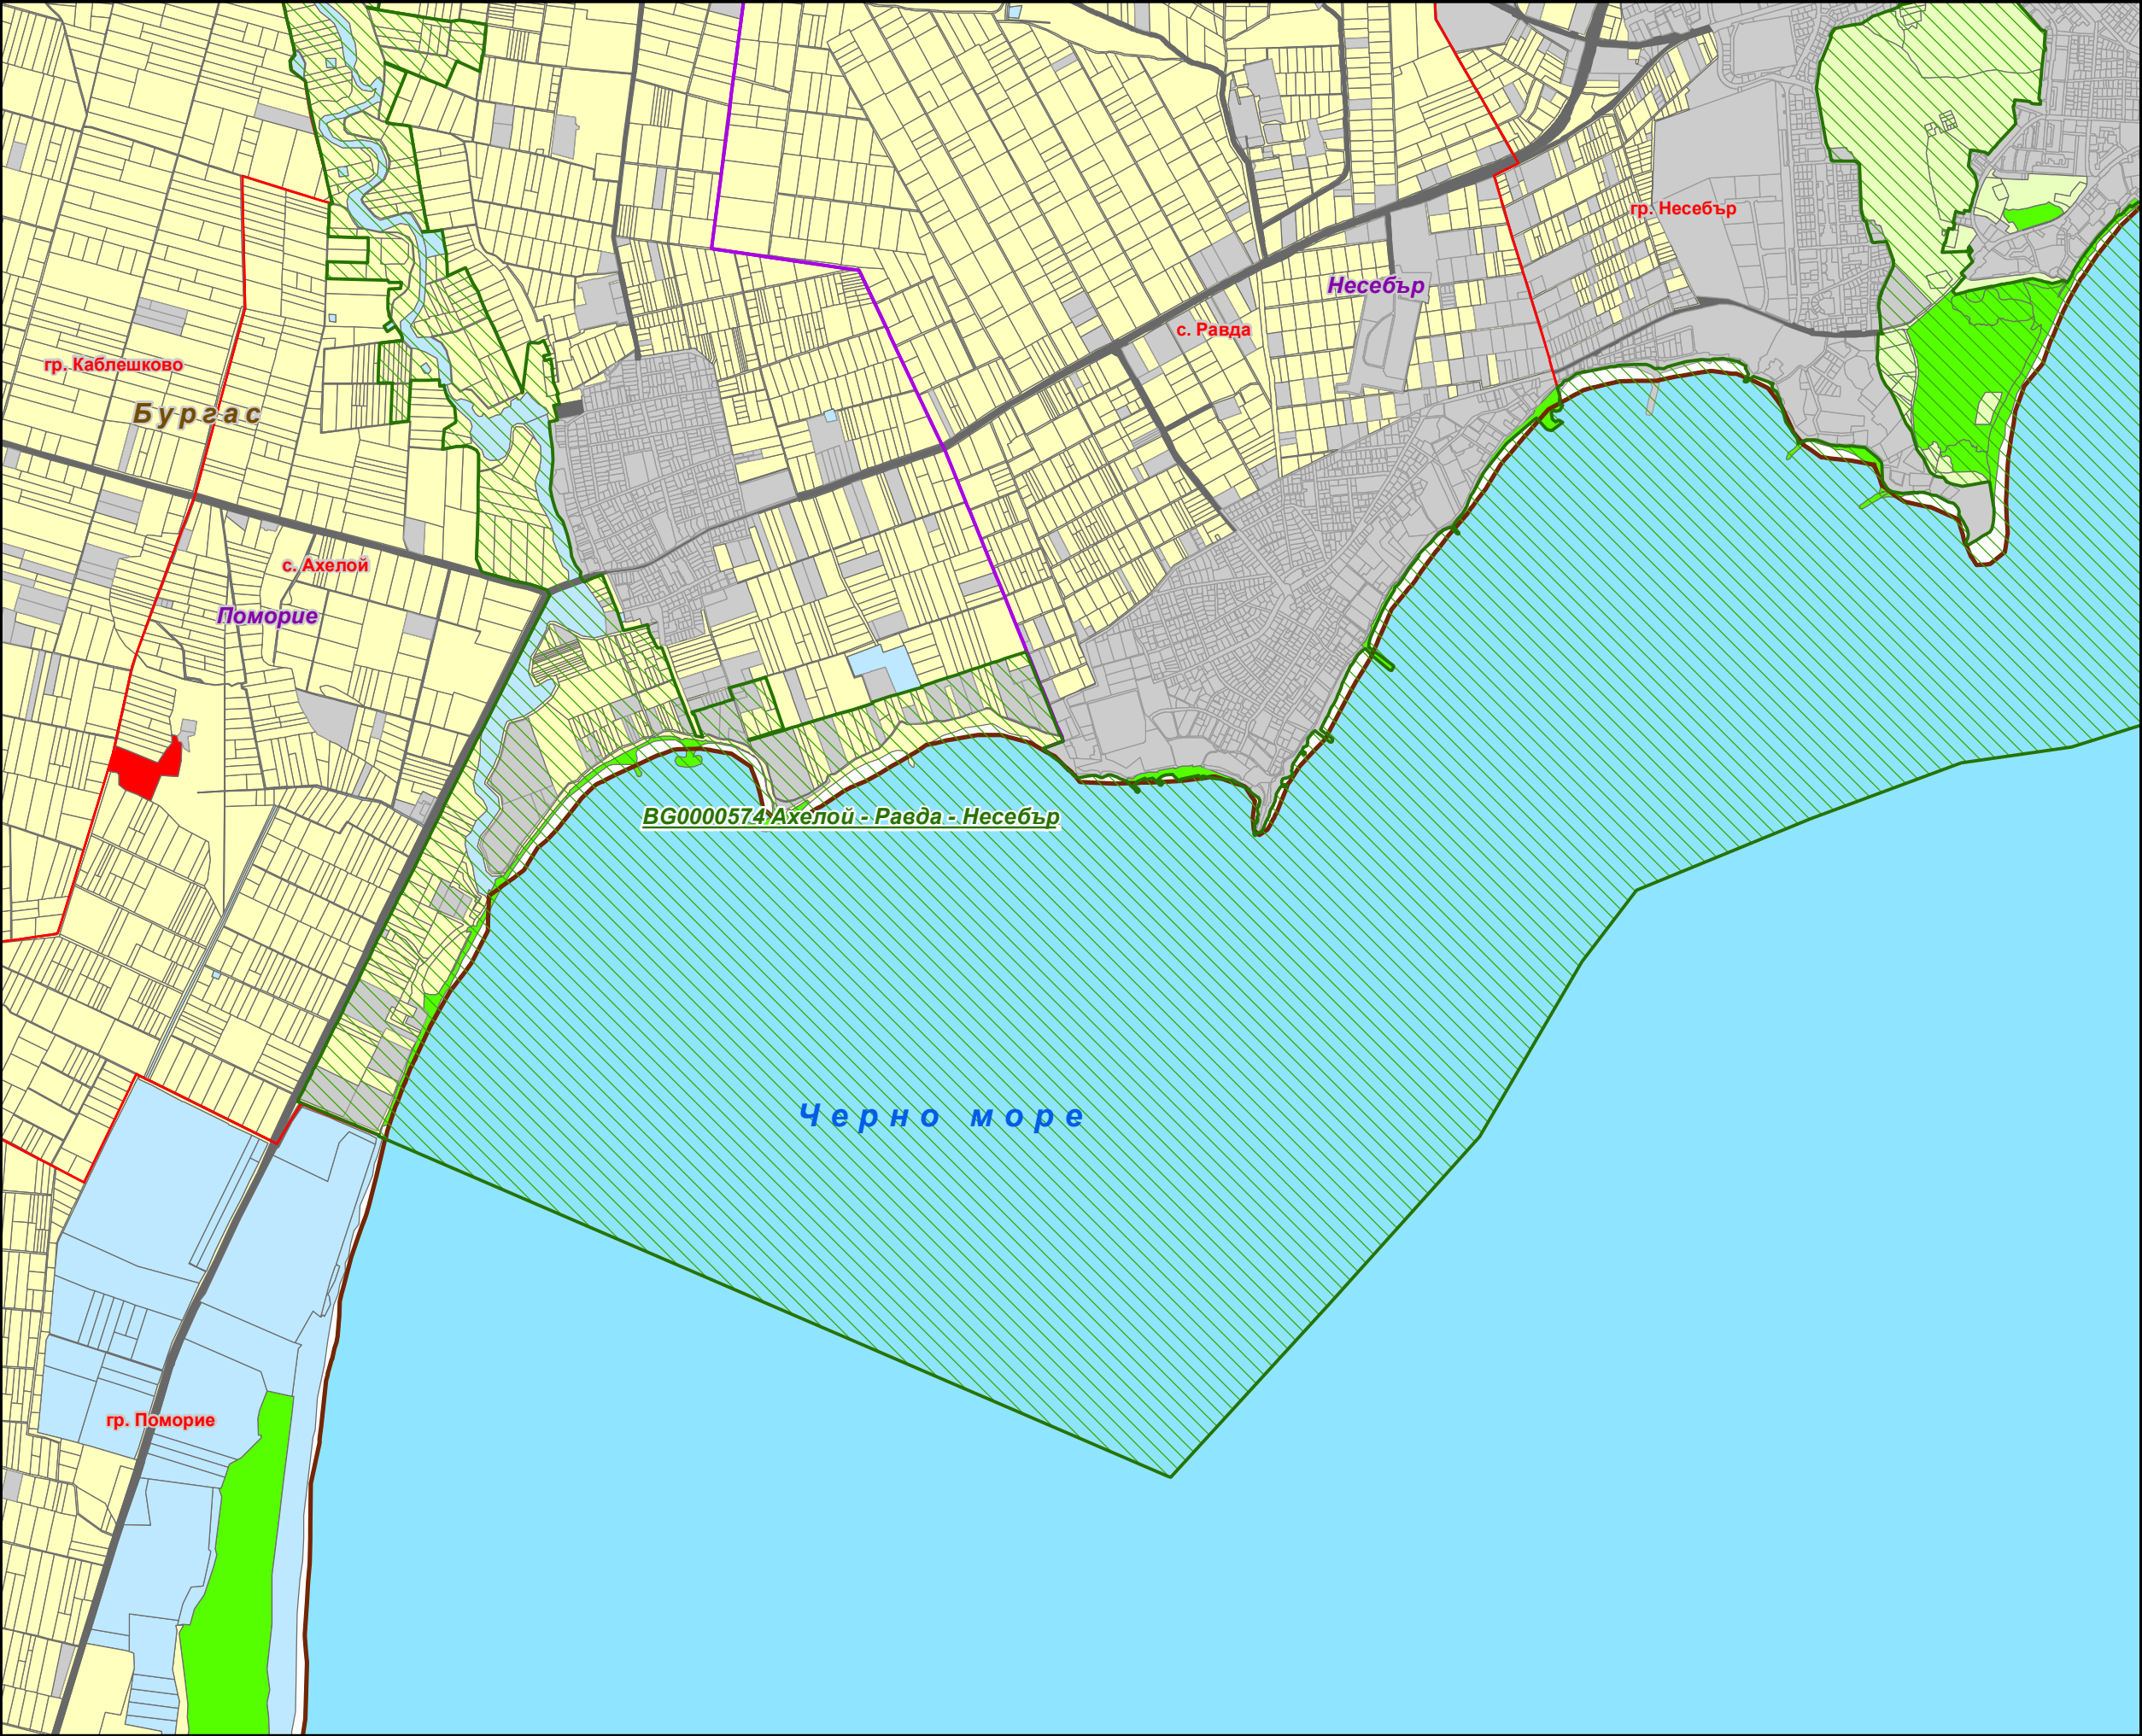 гр. Несебър
Несебър
с. Равда
гр. Каблешково
Бургас
с. Ахелой
Поморие
BG0000574 Ахелой - Равда - Несебър
Черно море
гр. Поморие